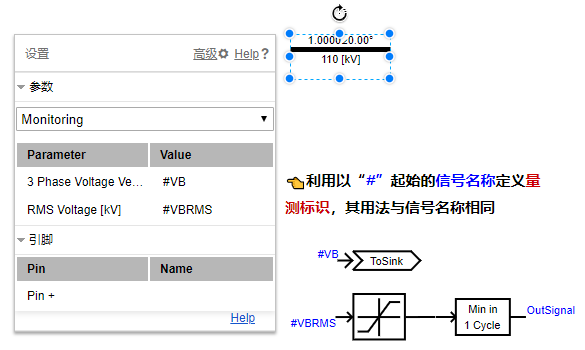 1.000∠0.00°
110 [kV]
设置 高级 Help ?
参数
Monitoring
Parameter Value
3 Phase Voltage Ve... #VB
RMS Voltage [kV] #VBRMS
引脚
Pin Name
Pin +
Help
利用以“#”起始的信号名称定义量
测标识，其用法与信号名称相同
#VB ToSink
#VBRMS
Min in
1 Cycle
OutSignal